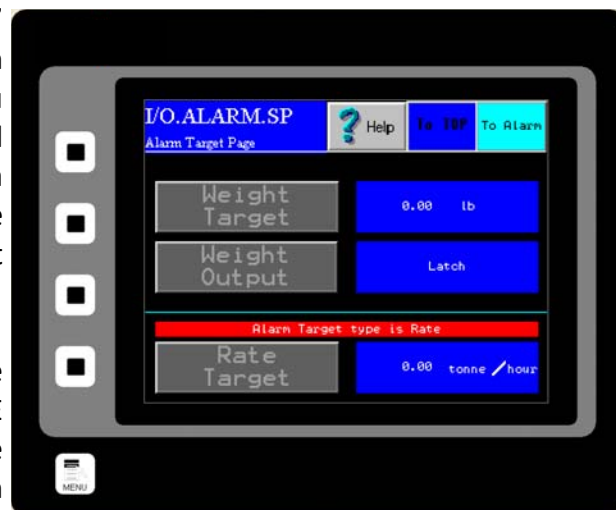 I/O.ALARM.SP
Alarm Target Page
Help
To TOP
To Alarm
Weight
Target
0.00 lb
Weight
Output
Latch
Alarm Target type is Rate
Rate
Target
0.00 tonne/hour
MENU